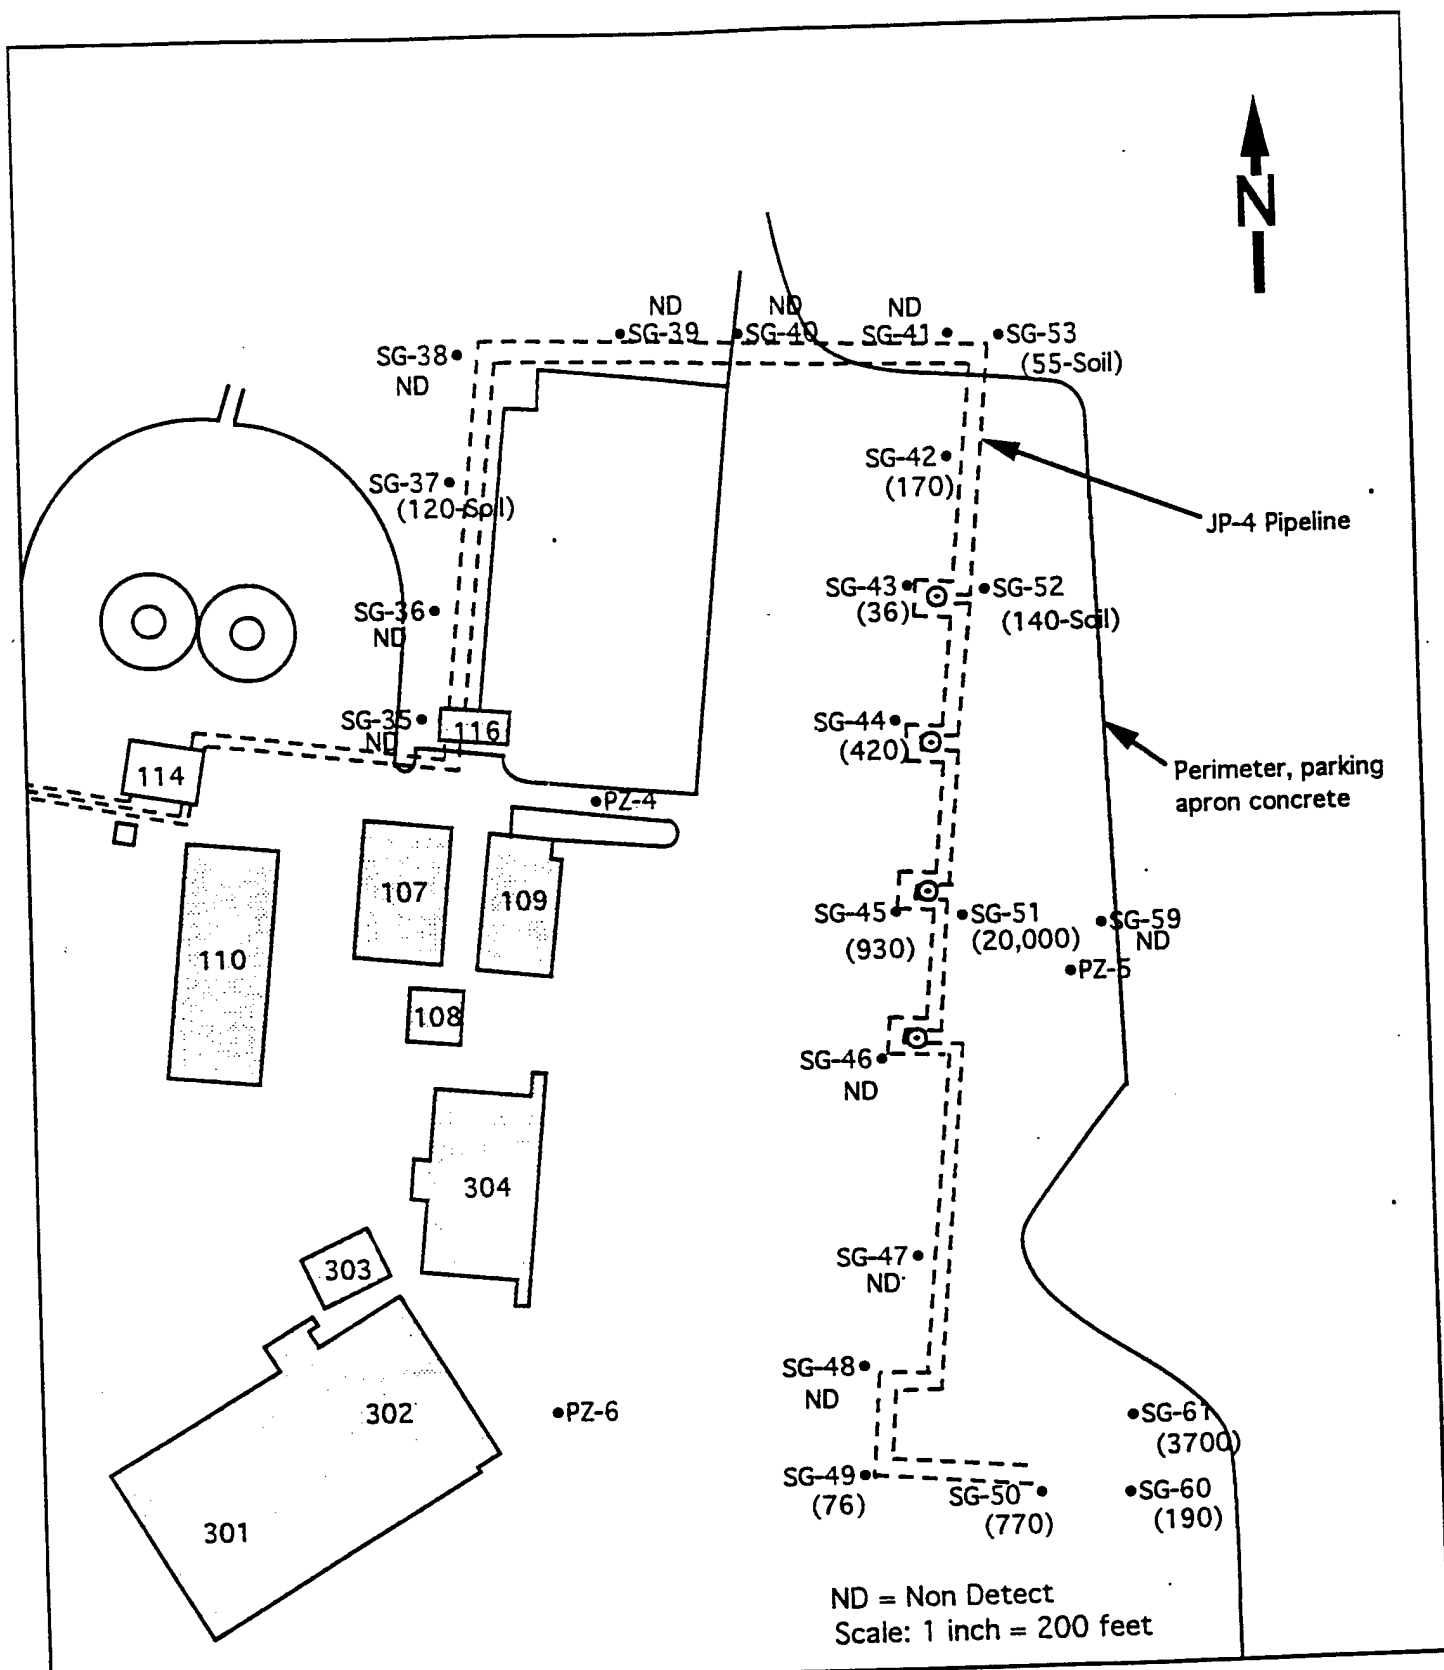 N
ND
ND
ND
SG-39
SG-40
SG-41
SG-53
(55-Soil)
SG-38
ND
SG-42
(170)
SG-37
(120-Soil)
JP-4 Pipeline
SG-43
(36)
SG-52
(140-Soil)
SG-36
ND
SG-35
ND
116
SG-44
(420)
114
Perimeter, parking
apron concrete
PZ-4
107
109
SG-45
(930)
SG-51
(20,000)
SG-59
ND
110
PZ-5
108
SG-46
ND
304
SG-47
ND
303
SG-48
ND
302
PZ-6
SG-61
(3700)
SG-49
(76)
SG-50
(770)
SG-60
(190)
301
ND = Non Detect
Scale: 1 inch = 200 feet